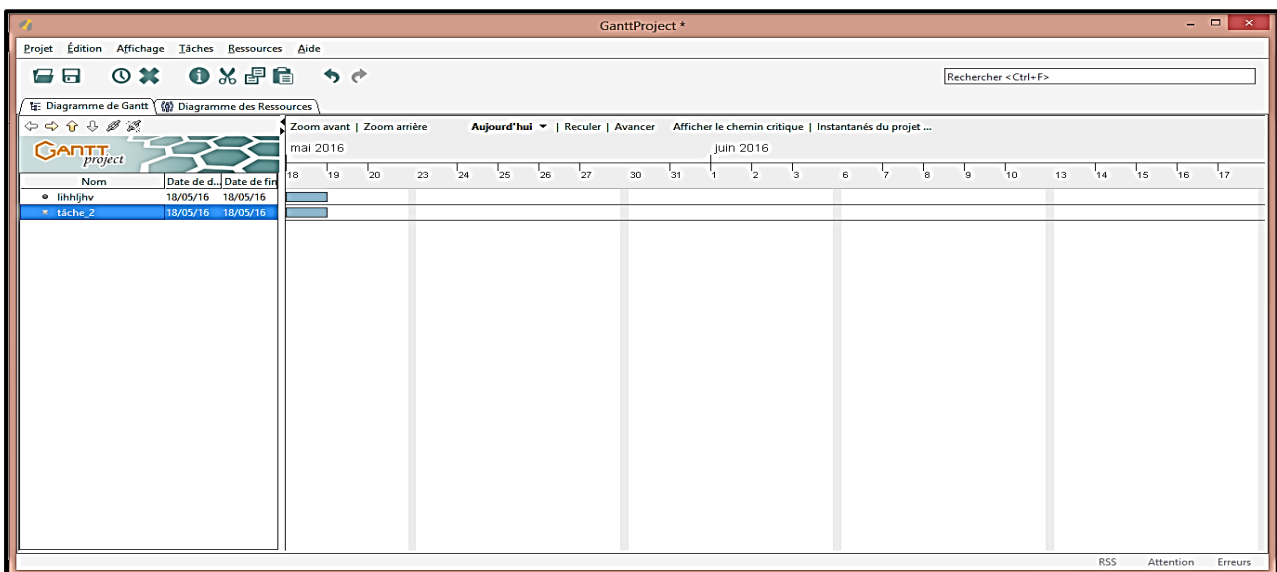 GanttProject *
Projet Édition Affichage Tâches Ressources Aide
Rechercher <Ctrl+F>
Diagramme de Gantt Diagramme des Ressources
Zoom avant | Zoom arrière Aujourd'hui | Reculer | Avancer Afficher le chemin critique | Instantanés du projet ...
GANTT project
mai 2016 juin 2016
18 19 20 23 24 25 26 27 30 31 1 2 3 6 7 8 9 10 13 14 15 16 17
Nom Date de d... Date de fin
lihhljhv 18/05/16 18/05/16
tâche_2 18/05/16 18/05/16
RSS Attention Erreurs